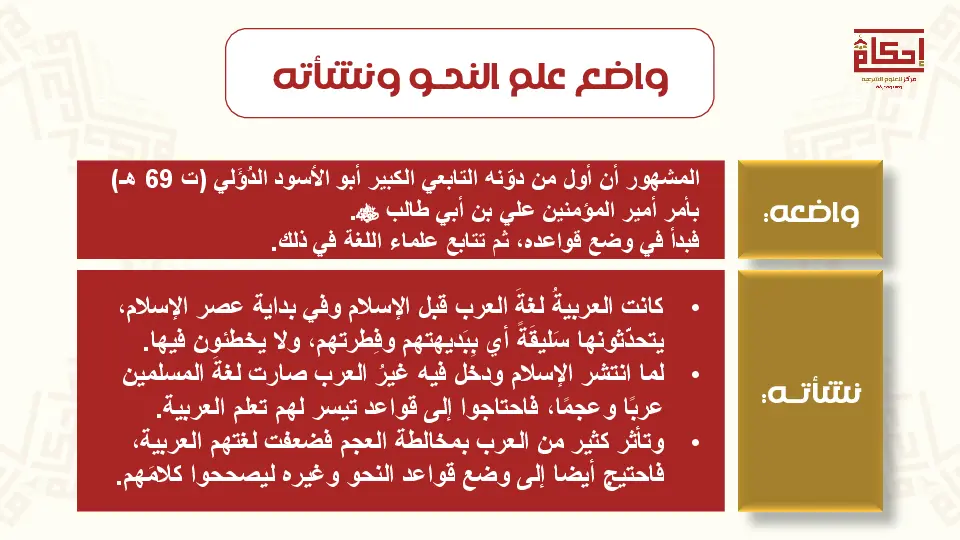 إحكام
مركز للعلوم الشرعية
واضع علم النحو ونشأته
واضعه:
المشهور أن أول من دوّنه التابعي الكبير أبو الأسود الدُؤَلي (ت 69 هـ)
بأمر أمير المؤمنين علي بن أبي طالب .
فبدأ في وضع قواعده، ثم تتابع علماء اللغة في ذلك.
نشأته:
• كانت العربيةُ لغةَ العرب قبل الإسلام وفي بداية عصر الإسلام،
يتحدّثونها سَليقَةً أي بِبَديهتهم وفِطرتهم، ولا يخطئون فيها.
• لما انتشر الإسلام ودخل فيه غيرُ العرب صارت لغةَ المسلمين
عربًا وعجمًا، فاحتاجوا إلى قواعد تيسر لهم تعلم العربية.
• وتأثر كثير من العرب بمخالطة العجم فضعفت لغتهم العربية،
فاحتيج أيضا إلى وضع قواعد النحو وغيره ليصححوا كلامَهم.